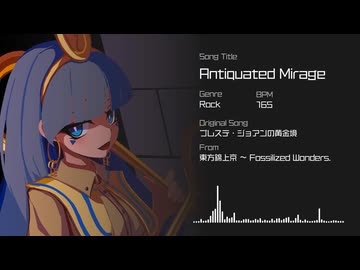 Song Title
Antiquated Mirage
Genre
BPM
Rock
165
Original Song
プレステ・ジョアンの黄金境
From
東方錦上京 ～ Fossilized Wonders.